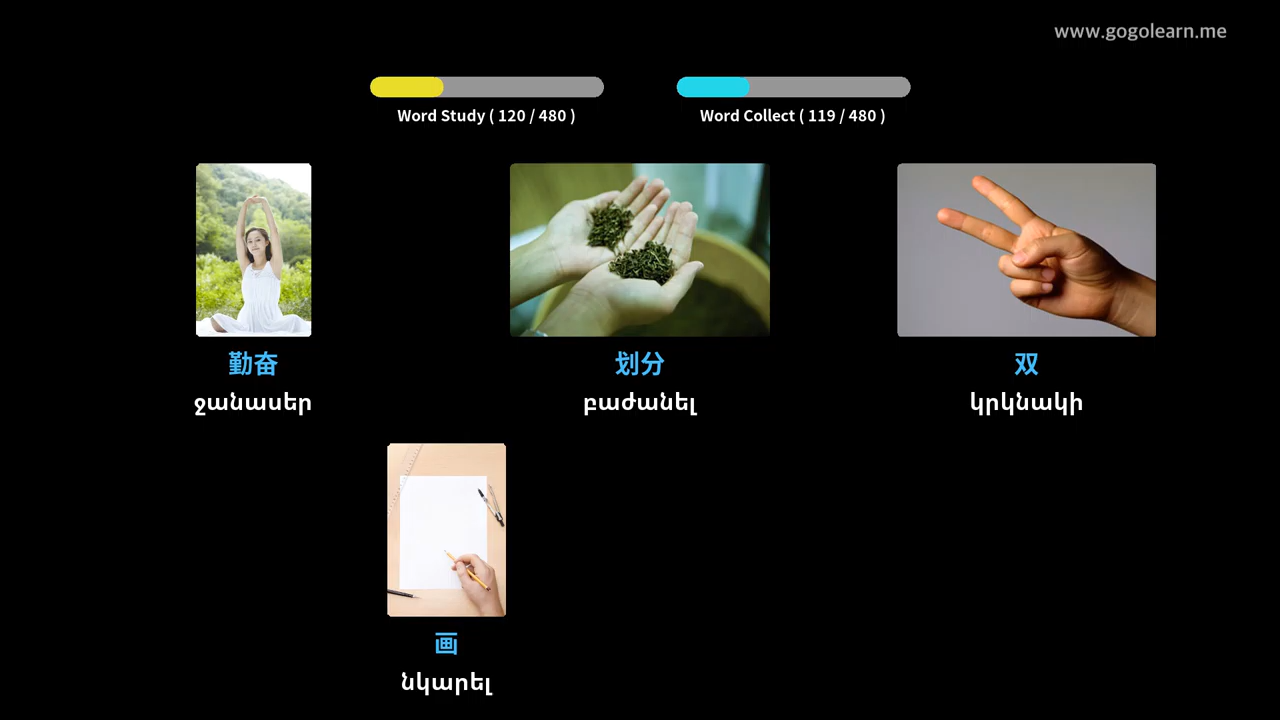 www.gogolearn.me
Word Study ( 120 / 480 )
Word Collect ( 119 / 480 )
勤奋
ջանասեր
划分
բաժանել
双
կրկնակի
画
նկարել